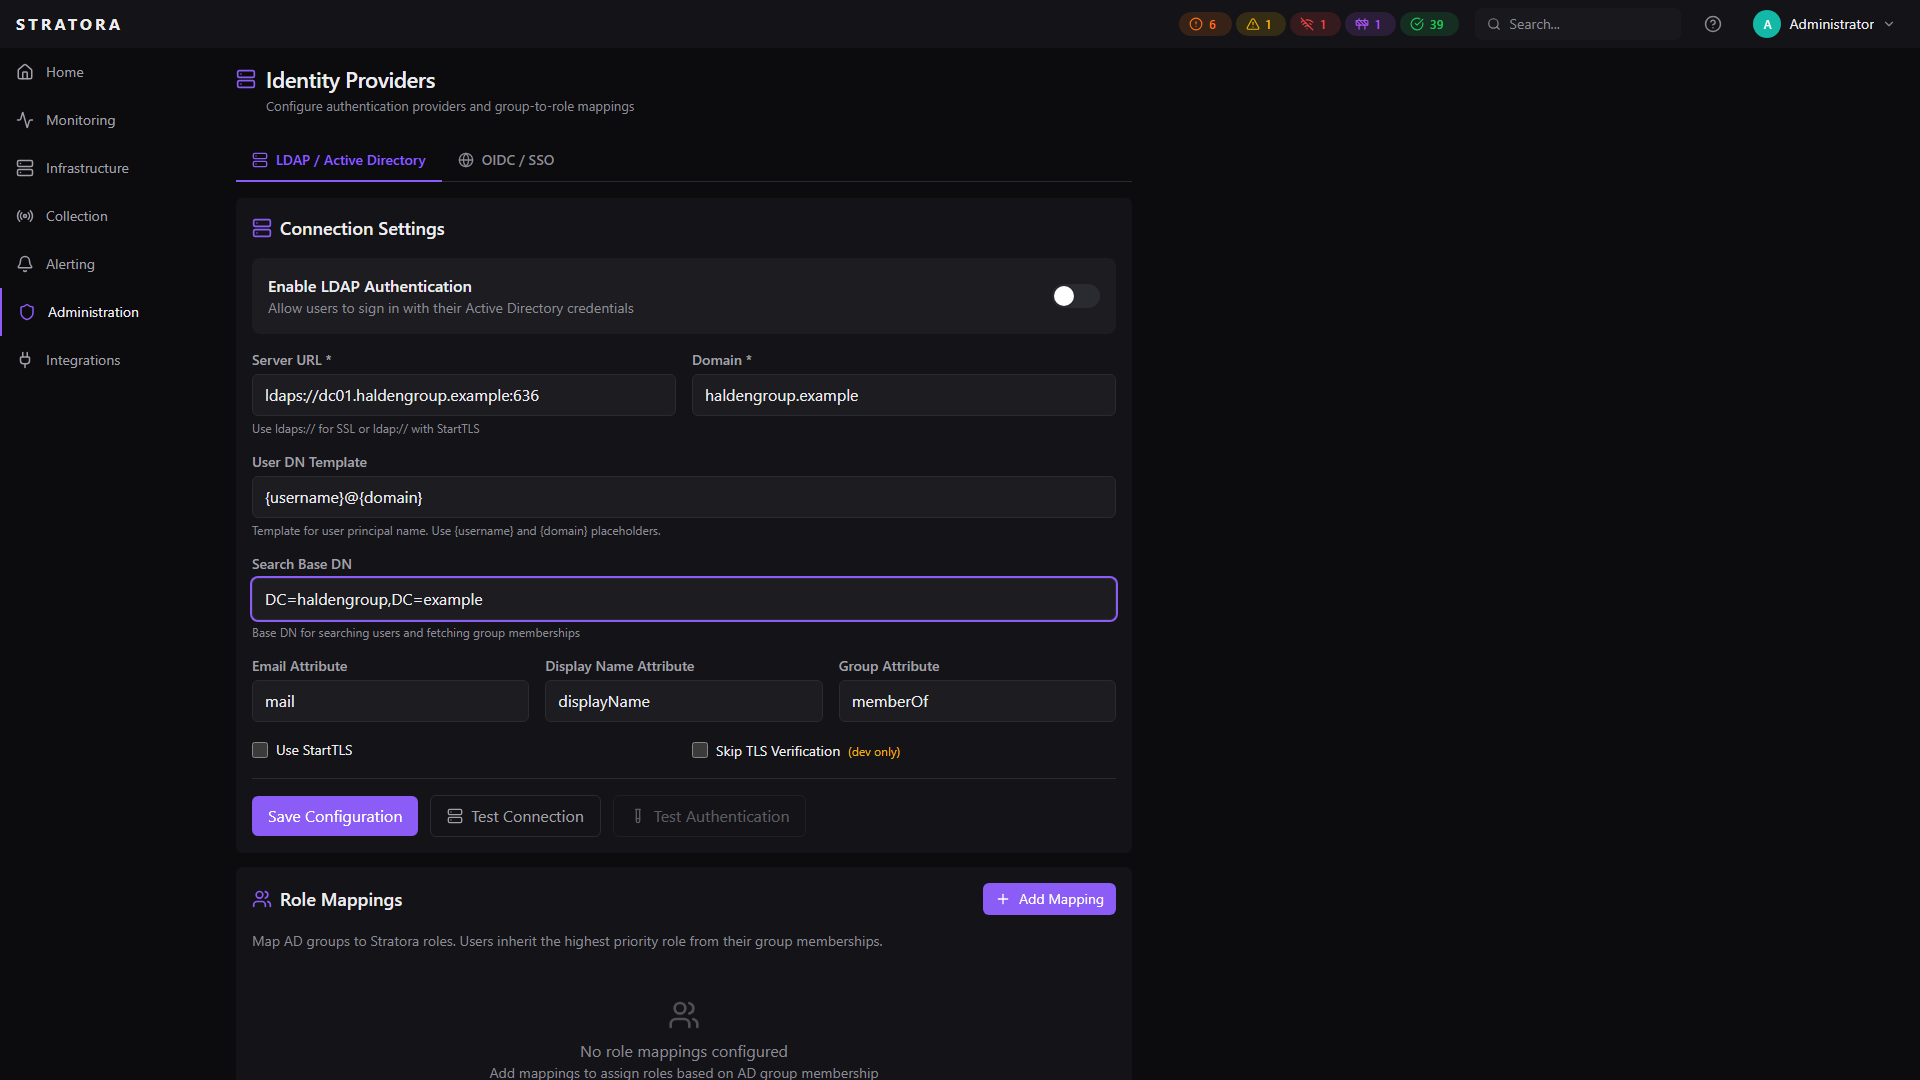 STRATORA
6
1
1
1
39
Search...
A
Administrator
Home
Monitoring
Infrastructure
Collection
Alerting
Administration
Integrations
Identity Providers
Configure authentication providers and group-to-role mappings
LDAP / Active Directory
OIDC / SSO
Connection Settings
Enable LDAP Authentication
Allow users to sign in with their Active Directory credentials
Server URL *
Domain *
ldaps://dc01.haldengroup.example:636
haldengroup.example
Use ldaps:// for SSL or ldap:// with StartTLS
User DN Template
{username}@{domain}
Template for user principal name. Use {username} and {domain} placeholders.
Search Base DN
DC=haldengroup,DC=example
Base DN for searching users and fetching group memberships
Email Attribute
Display Name Attribute
Group Attribute
mail
displayName
memberOf
Use StartTLS
Skip TLS Verification (dev only)
Save Configuration
Test Connection
Test Authentication
Role Mappings
Add Mapping
Map AD groups to Stratora roles. Users inherit the highest priority role from their group memberships.
No role mappings configured
Add mappings to assign roles based on AD group membership